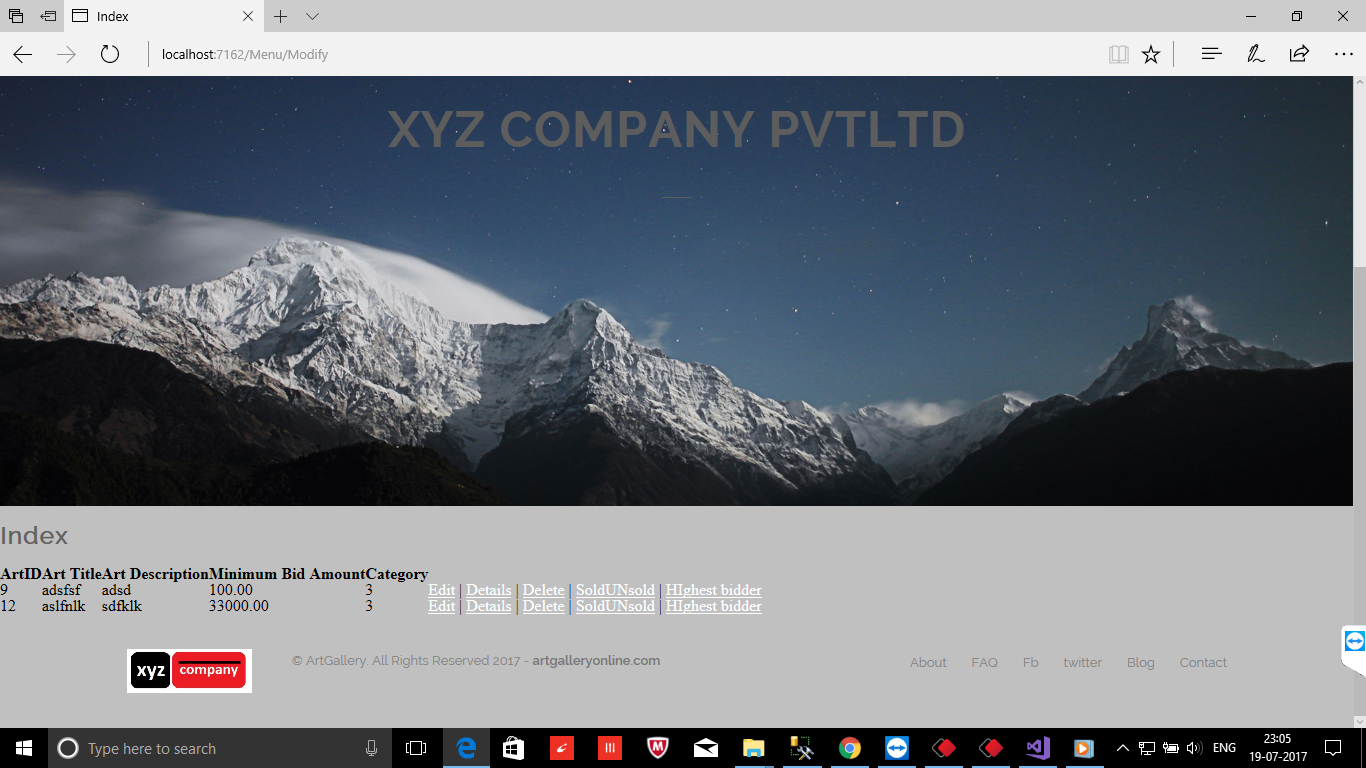 Index
localhost:7162/Menu/Modify
XYZ COMPANY PVTLTD
Index
ArtID Art Title Art Description Minimum Bid Amount Category
9 adsfsf adsd 100.00 3 Edit | Details | Delete | SoldUNsold | HIghest bidder
12 aslfnlk sdfklk 33000.00 3 Edit | Details | Delete | SoldUNsold | HIghest bidder
xyz company
© ArtGallery. All Rights Reserved 2017 - artgalleryonline.com
About FAQ Fb twitter Blog Contact
Type here to search
ENG
23:05
19-07-2017